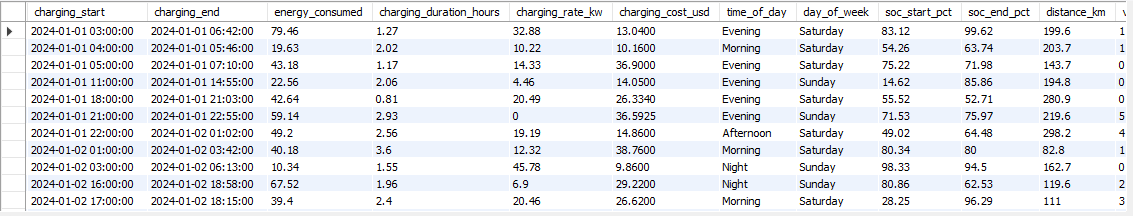 charging_start charging_end energy_consumed charging_duration_hours charging_rate_kw charging_cost_usd time_of_day day_of_week soc_start_pct soc_end_pct distance_km v
2024-01-01 03:00:00 2024-01-01 06:42:00 79.46 1.27 32.88 13.0400 Evening Saturday 83.12 99.62 199.6 1
2024-01-01 04:00:00 2024-01-01 05:46:00 19.63 2.02 10.22 10.1600 Morning Saturday 54.26 63.74 203.7 1
2024-01-01 05:00:00 2024-01-01 07:10:00 43.18 1.17 14.33 36.9000 Evening Saturday 75.22 71.98 143.7 0
2024-01-01 11:00:00 2024-01-01 14:55:00 22.56 2.06 4.46 14.0500 Evening Sunday 14.62 85.86 194.8 0
2024-01-01 18:00:00 2024-01-01 21:03:00 42.64 0.81 20.49 26.3340 Evening Saturday 55.52 52.71 280.9 0
2024-01-01 21:00:00 2024-01-01 22:55:00 59.14 2.93 0 36.5925 Evening Sunday 71.53 75.97 219.6 5
2024-01-01 22:00:00 2024-01-02 01:02:00 49.2 2.56 19.19 14.8600 Afternoon Saturday 49.02 64.48 298.2 4
2024-01-02 01:00:00 2024-01-02 03:42:00 40.18 3.6 12.32 38.7600 Morning Saturday 80.34 80 82.8 1
2024-01-02 03:00:00 2024-01-02 06:13:00 10.34 1.55 45.78 9.8600 Night Sunday 98.33 94.5 162.7 0
2024-01-02 16:00:00 2024-01-02 18:58:00 67.52 1.96 6.9 29.2200 Night Sunday 80.86 62.53 119.6 2
2024-01-02 17:00:00 2024-01-02 18:15:00 39.4 2.4 20.46 26.6200 Morning Saturday 28.25 96.29 111 3